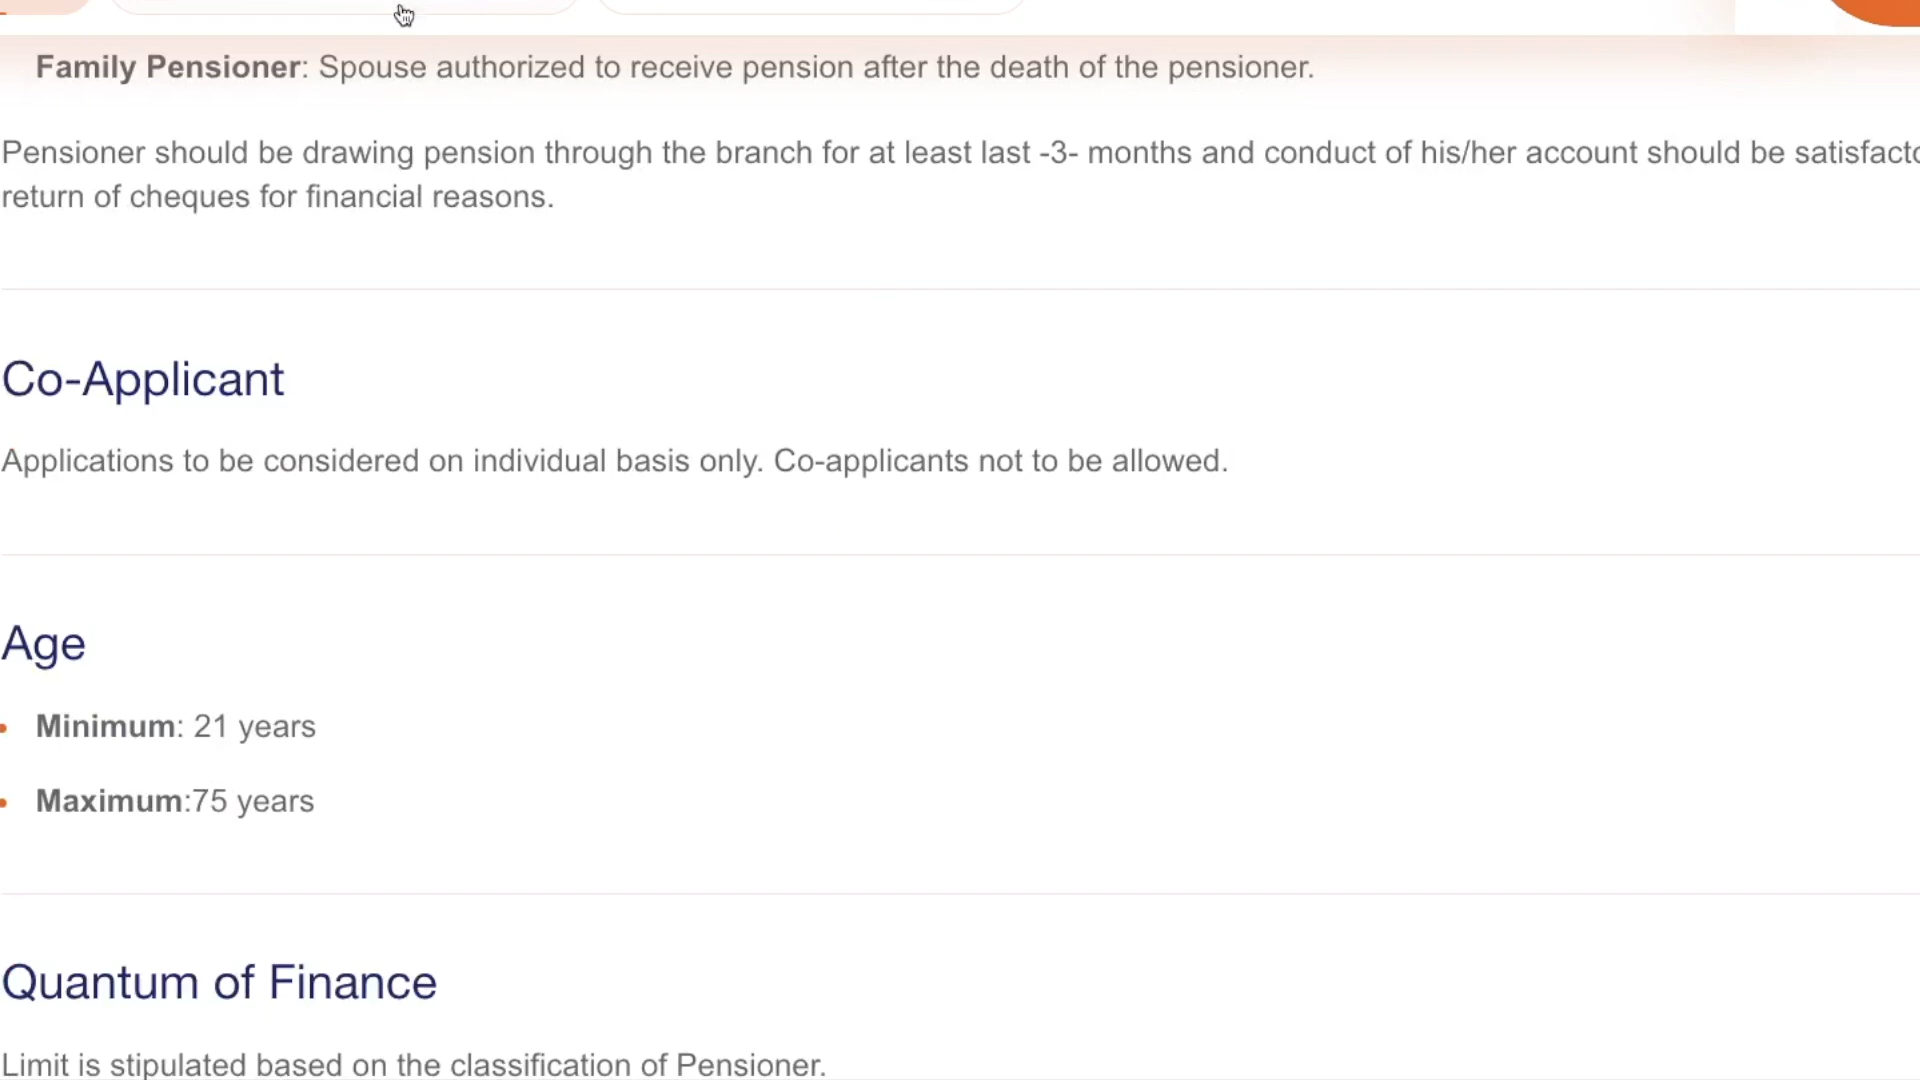 Family Pensioner: Spouse authorized to receive pension after the death of the pensioner.
Pensioner should be drawing pension through the branch for at least last -3- months and conduct of his/her account should be
return of cheques for financial reasons.
Co-Applicant
Applications to be considered on individual basis only. Co-applicants not to be allowed.
Age
Minimum: 21 years
Maximum:75 years
Quantum of Finance
Limit is stipulated based on the classification of Pensioner.